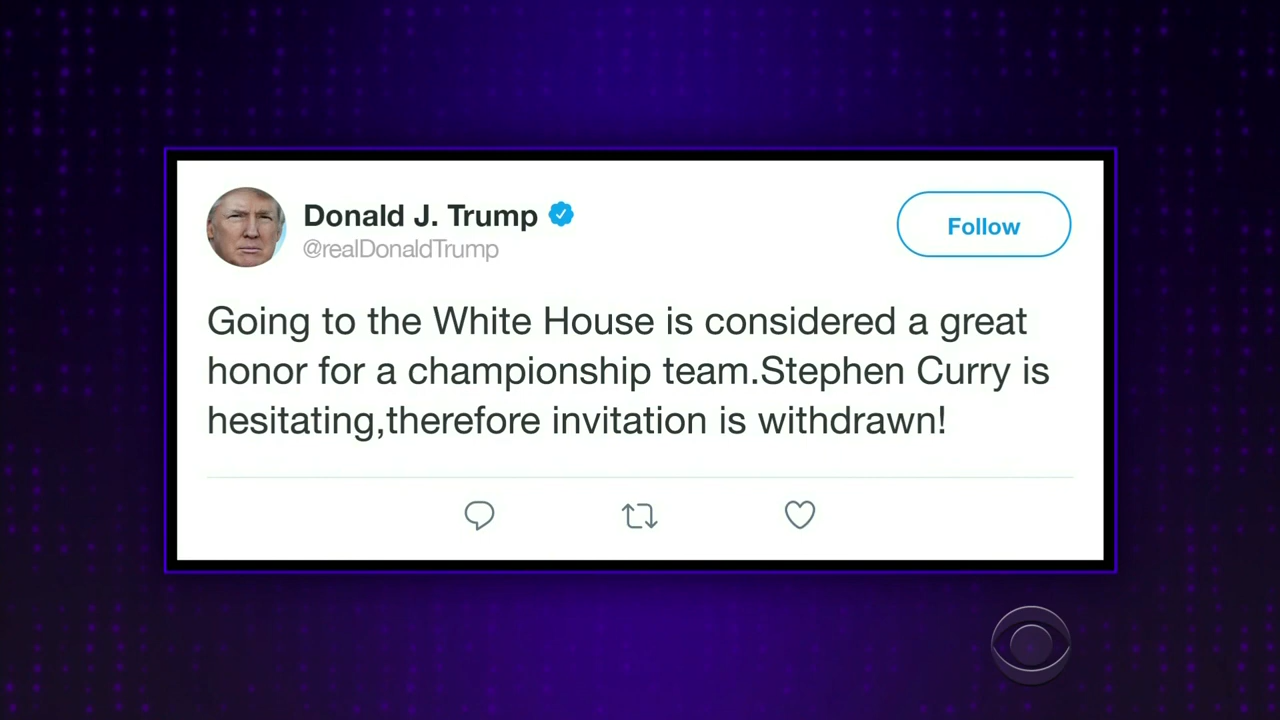 Donald J. Trump
@realDonaldTrump
Follow
Going to the White House is considered a great
honor for a championship team.Stephen Curry is
hesitating,therefore invitation is withdrawn!